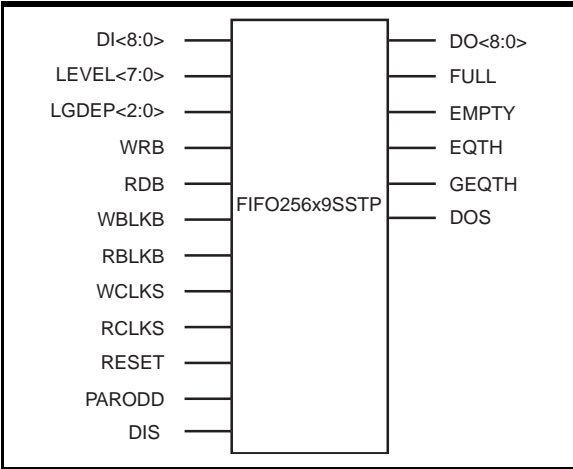 DI<8:0>
LEVEL<7:0>
LGDEP<2:0>
WRB
RDB
WBLKB
RBLKB
WCLKS
RCLKS
RESET
PARODD
DIS
FIFO256x9SSTP
DO<8:0>
FULL
EMPTY
EQTH
GEQTH
DOS